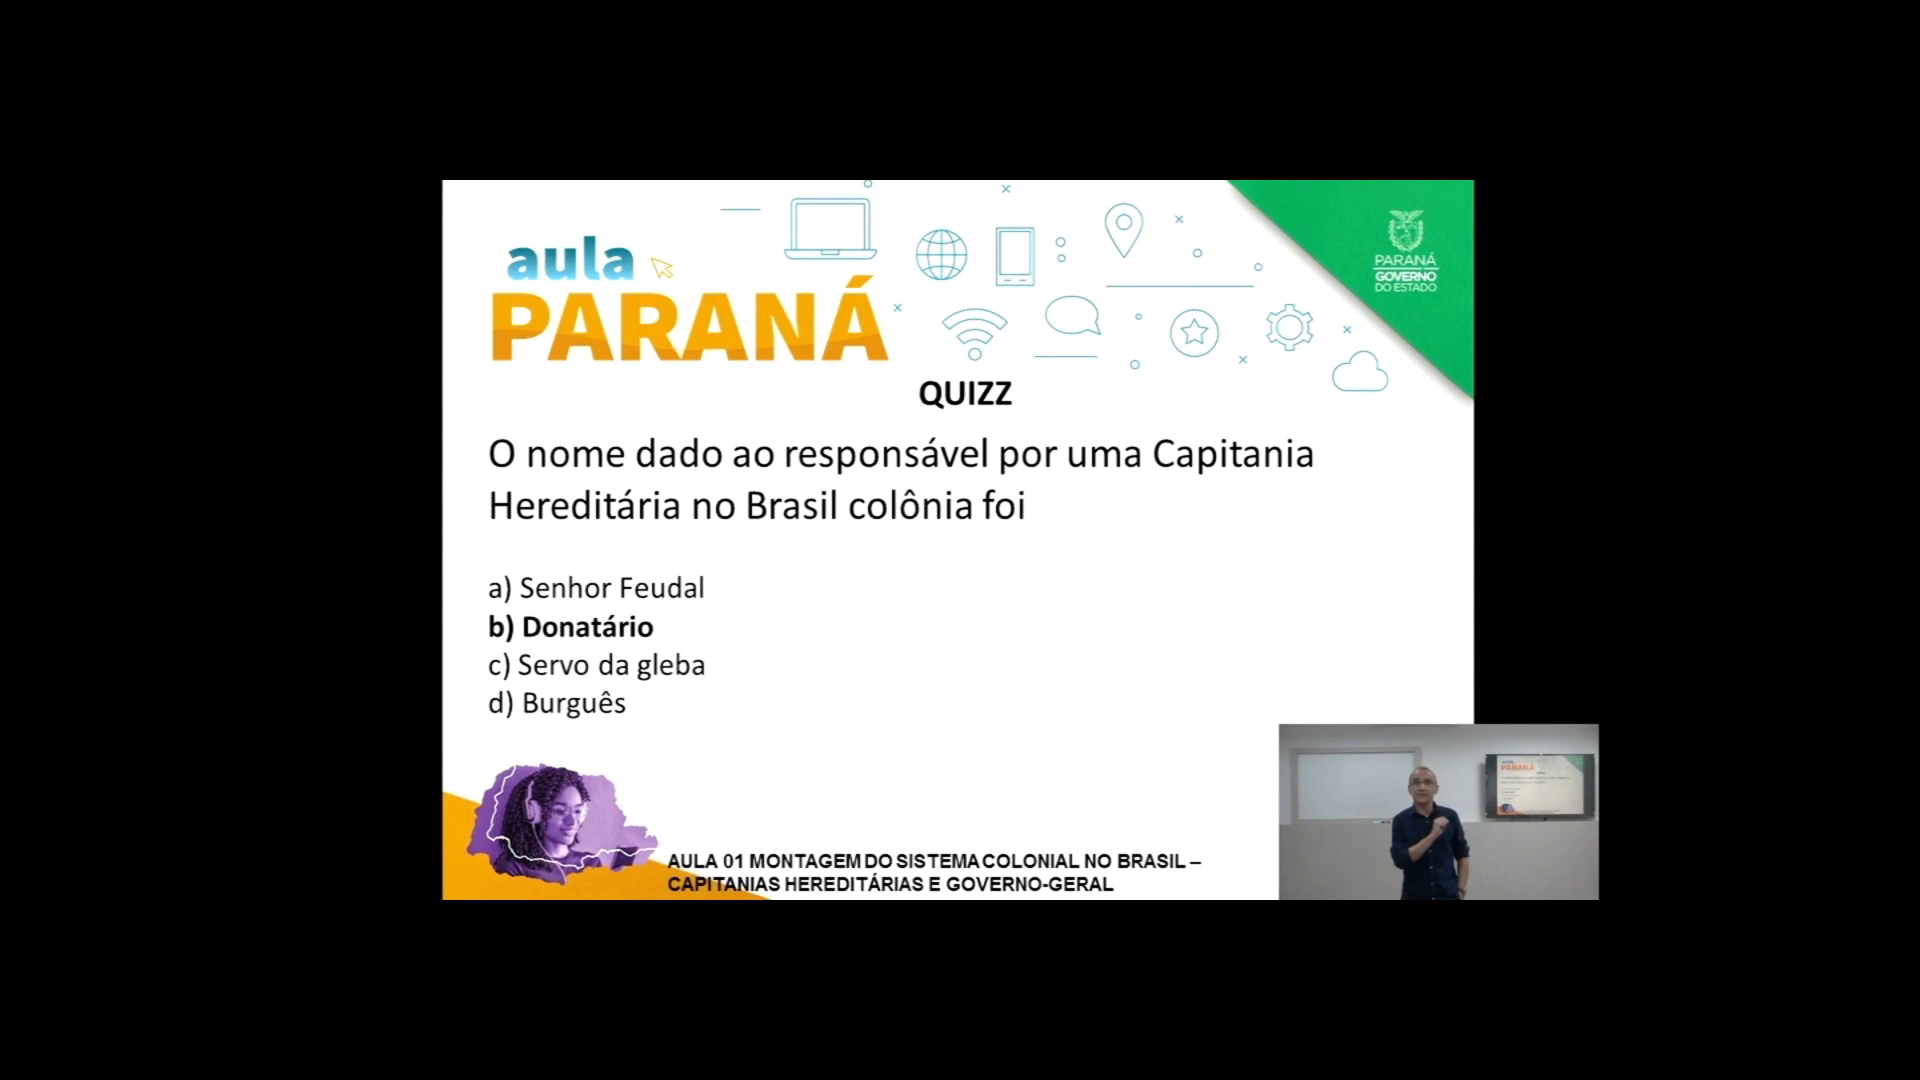 aula
PARANÁ
PARANÁ
GOVERNO
DO ESTADO
QUIZZ
O nome dado ao responsável por uma Capitania
Hereditária no Brasil colônia foi
a) Senhor Feudal
b) Donatário
c) Servo da gleba
d) Burguês
AULA 01 MONTAGEM DO SISTEMA COLONIAL NO BRASIL –
CAPITANIAS HEREDITÁRIAS E GOVERNO-GERAL
PARANÁ